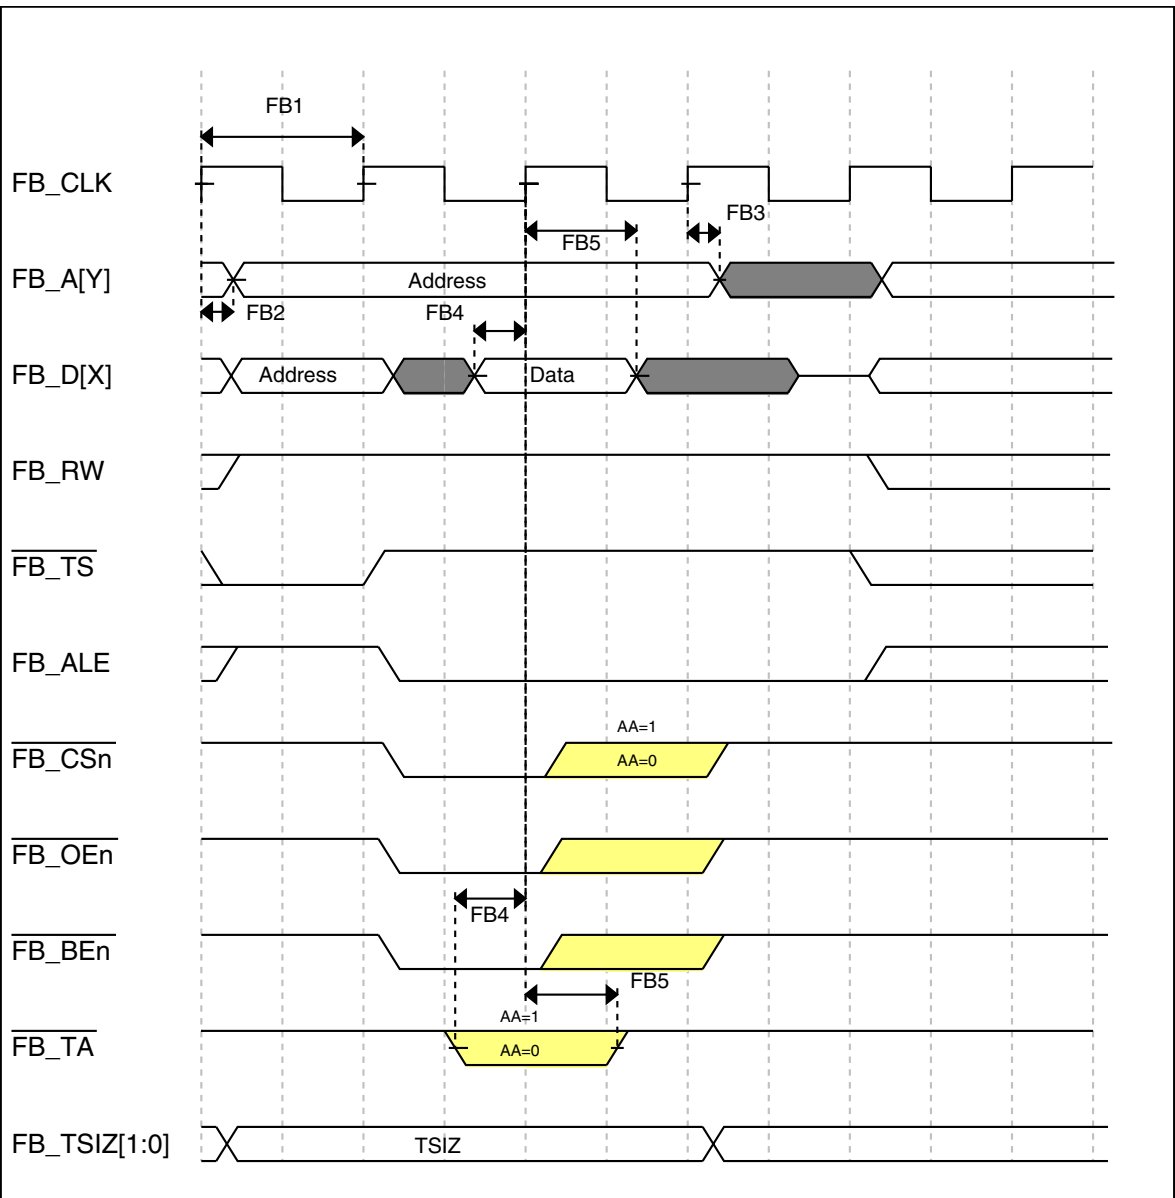 FB1
FB_CLK
FB3
FB5
FB_A[Y]
Address
FB2
FB4
FB_D[X]
Address
Data
FB_RW
FB_TS
FB_ALE
AA=1
FB_CSn
AA=0
FB_OEn
FB4
FB_BEn
FB5
AA=1
FB_TA
AA=0
FB_TSIZ[1:0]
TSIZ